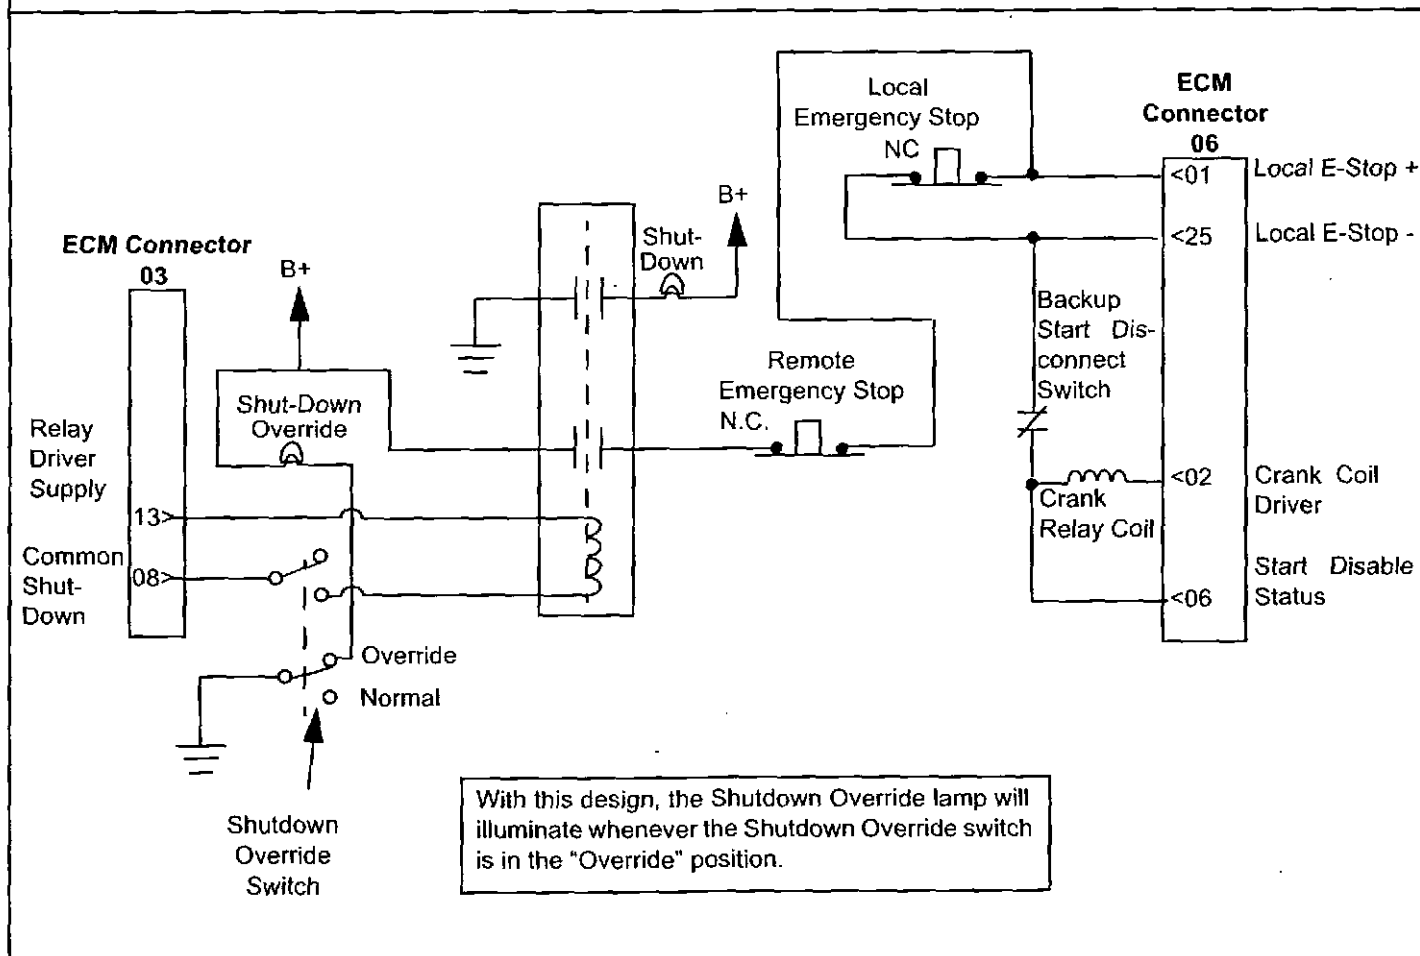 ECM Connector
03
B+
Shut-Down
Override
Relay
Driver
Supply
13>
Common
Shut-
Down
08>
Override
Normal
Shutdown
Override
Switch
B+
Shut-
Down
Local
Emergency Stop
NC
Remote
Emergency Stop
N.C.
ECM
Connector
06
<01 Local E-Stop +
<25 Local E-Stop -
Backup
Start Dis-
connect
Switch
Crank
Relay Coil
<02 Crank Coil
Driver
<06 Start Disable
Status
With this design, the Shutdown Override lamp will
illuminate whenever the Shutdown Override switch
is in the "Override" position.